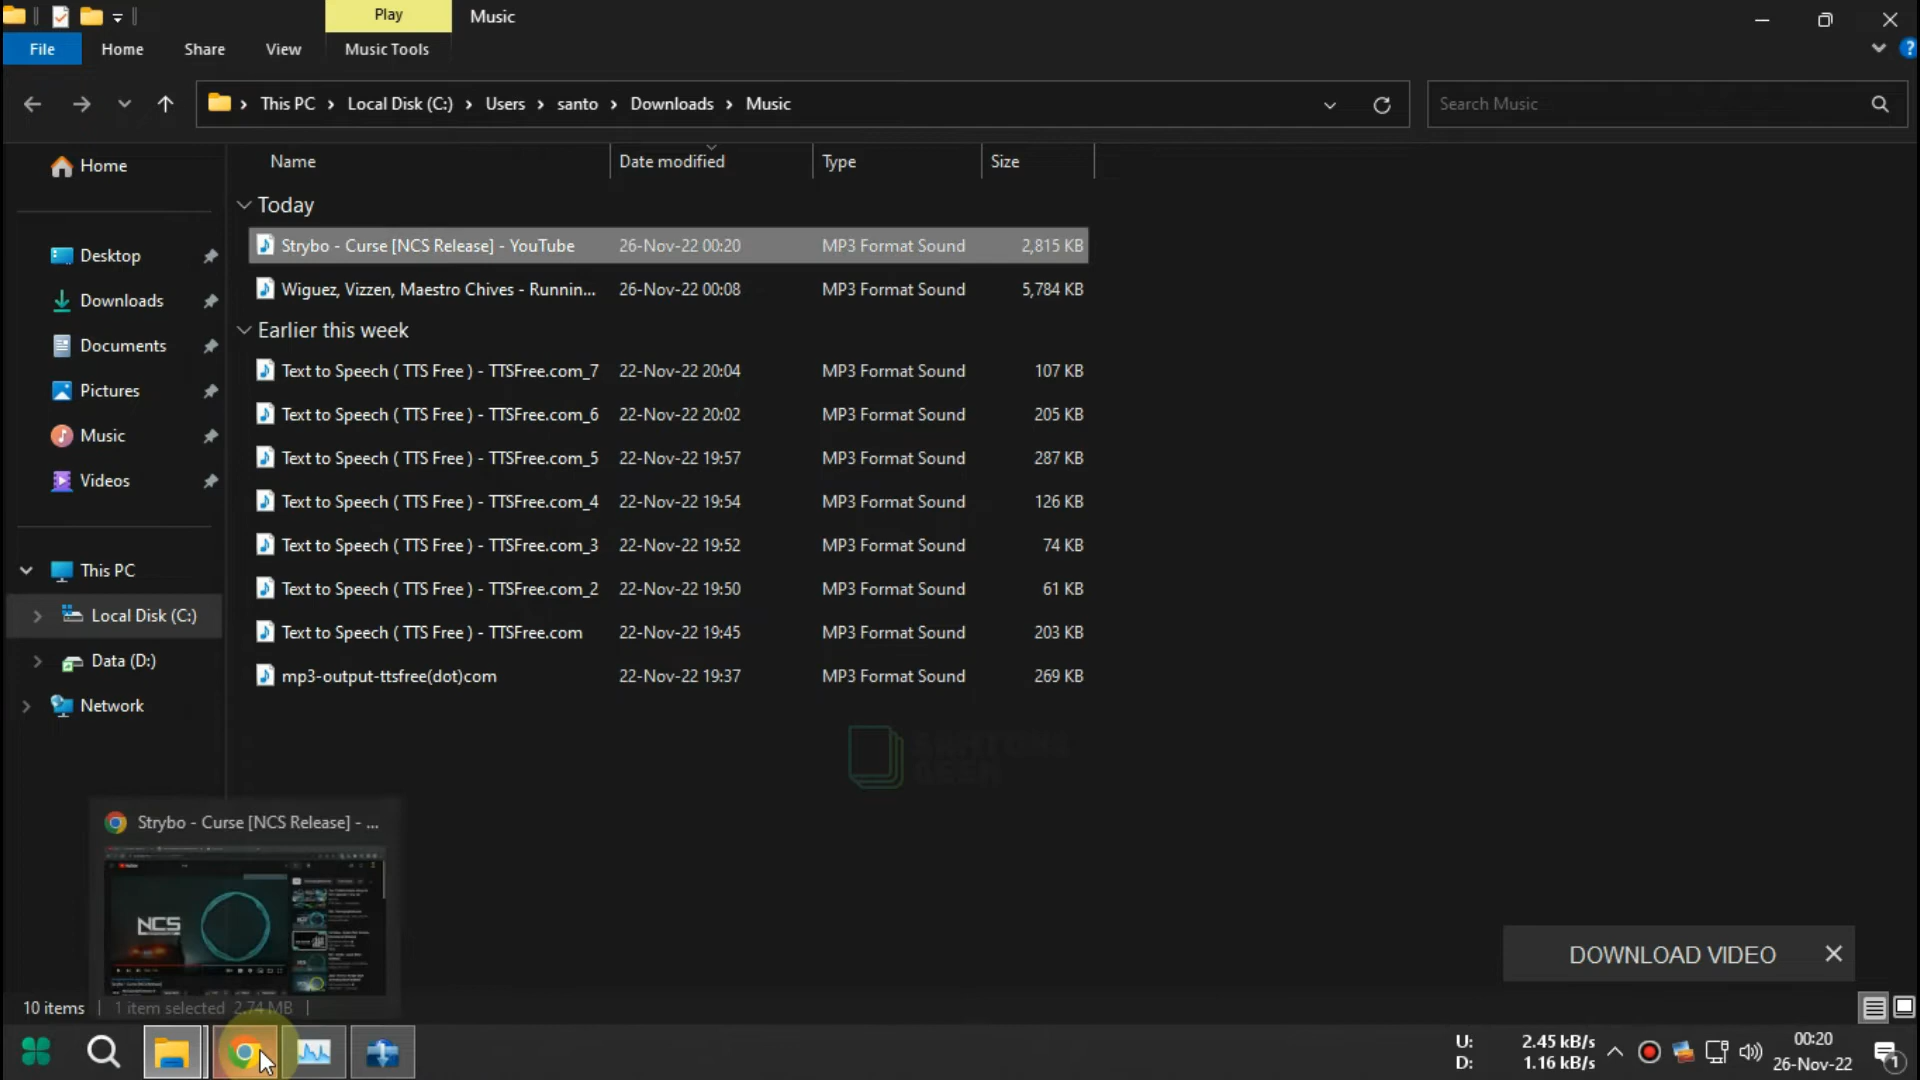 Play
Music
File
Home
Share
View
Music Tools
?
This PC
Local Disk (C:)
Users
santo
Downloads
Music
Search Music
Name
Date modified
Type
Size
Home
Desktop
Downloads
Documents
Pictures
Music
Videos
This PC
Local Disk (C:)
Data (D:)
Network
Today
Strybo - Curse [NCS Release] - YouTube 26-Nov-22 00:20 MP3 Format Sound 2,815 KB
Wiguez, Vizzen, Maestro Chives - Runnin... 26-Nov-22 00:08 MP3 Format Sound 5,784 KB
Earlier this week
Text to Speech ( TTS Free ) - TTSFree.com_7 22-Nov-22 20:04 MP3 Format Sound 107 KB
Text to Speech ( TTS Free ) - TTSFree.com_6 22-Nov-22 20:02 MP3 Format Sound 205 KB
Text to Speech ( TTS Free ) - TTSFree.com_5 22-Nov-22 19:57 MP3 Format Sound 287 KB
Text to Speech ( TTS Free ) - TTSFree.com_4 22-Nov-22 19:54 MP3 Format Sound 126 KB
Text to Speech ( TTS Free ) - TTSFree.com_3 22-Nov-22 19:52 MP3 Format Sound 74 KB
Text to Speech ( TTS Free ) - TTSFree.com_2 22-Nov-22 19:50 MP3 Format Sound 61 KB
Text to Speech ( TTS Free ) - TTSFree.com 22-Nov-22 19:45 MP3 Format Sound 203 KB
mp3-output-ttsfree(dot)com 22-Nov-22 19:37 MP3 Format Sound 269 KB
Strybo - Curse [NCS Release] - ...
NCS
DOWNLOAD VIDEO
10 items
1 item selected 2.74 MB
U: 2.45 kB/s
D: 1.16 kB/s
00:20
26-Nov-22
1